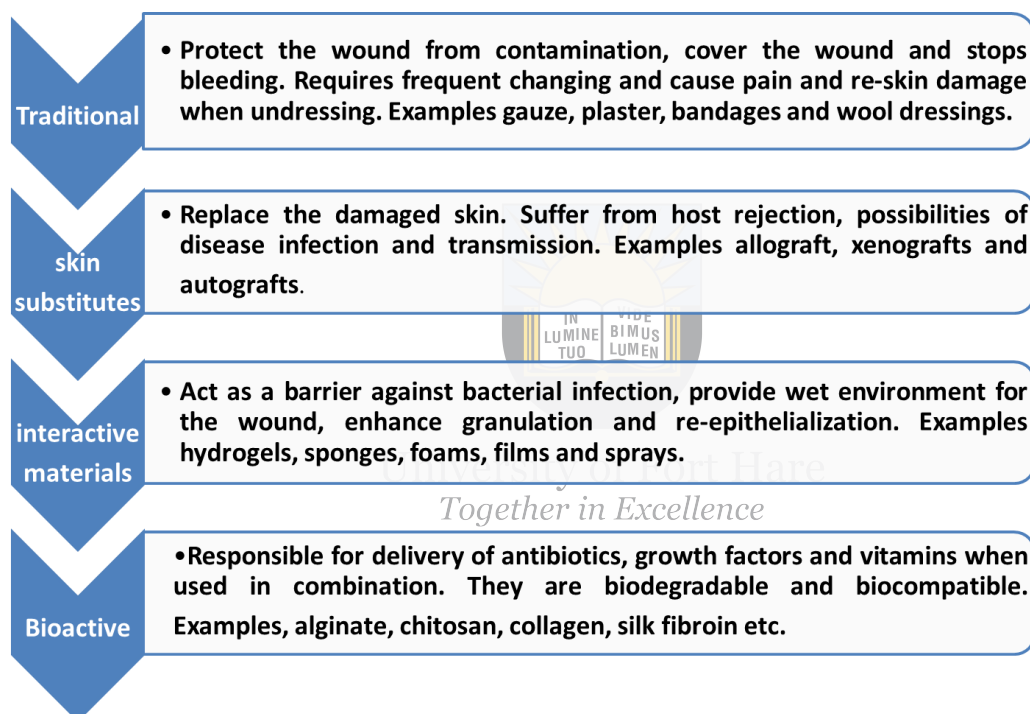 Traditional
• Protect the wound from contamination, cover the wound and stops
bleeding. Requires frequent changing and cause pain and re-skin damage
when undressing. Examples gauze, plaster, bandages and wool dressings.
skin
substitutes
• Replace the damaged skin. Suffer from host rejection, possibilities of
disease infection and transmission. Examples allograft, xenografts and
autografts.
IN
LUMINE
TUO
VIDE
BIMUS
LUMEN
interactive
materials
• Act as a barrier against bacterial infection, provide wet environment for
the wound, enhance granulation and re-epithelialization. Examples
hydrogels, sponges, foams, films and sprays.
University of Fort Hare
Together in Excellence
Bioactive
•Responsible for delivery of antibiotics, growth factors and vitamins when
used in combination. They are biodegradable and biocompatible.
Examples, alginate, chitosan, collagen, silk fibroin etc.